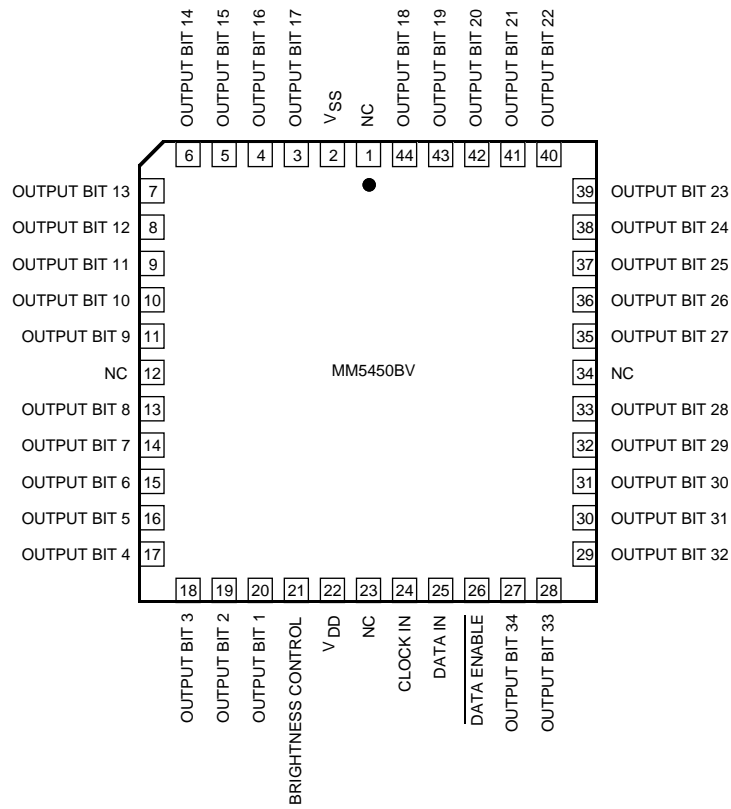 OUTPUT BIT 14
OUTPUT BIT 15
OUTPUT BIT 16
OUTPUT BIT 17
VSS
NC
OUTPUT BIT 18
OUTPUT BIT 19
OUTPUT BIT 20
OUTPUT BIT 21
OUTPUT BIT 22
6 5 4 3 2 1 44 43 42 41 40
OUTPUT BIT 13 7
39 OUTPUT BIT 23
OUTPUT BIT 12 8
38 OUTPUT BIT 24
OUTPUT BIT 11 9
37 OUTPUT BIT 25
OUTPUT BIT 10 10
36 OUTPUT BIT 26
OUTPUT BIT 9 11
35 OUTPUT BIT 27
NC 12
MM5450BV
34 NC
OUTPUT BIT 8 13
33 OUTPUT BIT 28
OUTPUT BIT 7 14
32 OUTPUT BIT 29
OUTPUT BIT 6 15
31 OUTPUT BIT 30
OUTPUT BIT 5 16
30 OUTPUT BIT 31
OUTPUT BIT 4 17
29 OUTPUT BIT 32
18 19 20 21 22 23 24 25 26 27 28
OUTPUT BIT 3
OUTPUT BIT 2
OUTPUT BIT 1
BRIGHTNESS CONTROL
VDD
NC
CLOCK IN
DATA IN
DATA ENABLE
OUTPUT BIT 34
OUTPUT BIT 33